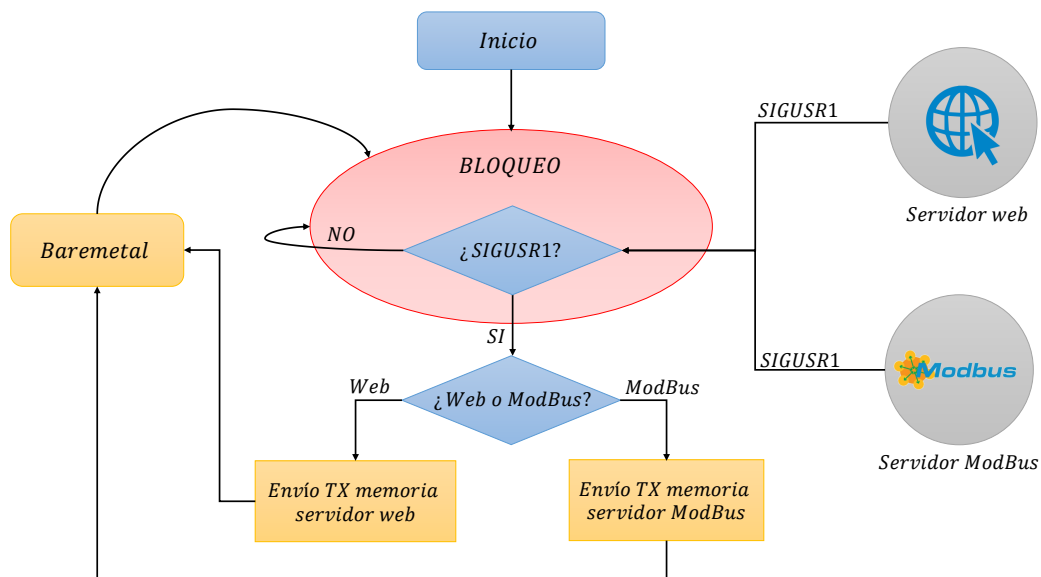 Inicio
SIGUSR1
BLOQUEO
Servidor web
NO
¿SIGUSR1?
Baremetal
SI
SIGUSR1
Modbus
Web
¿Web o ModBus?
ModBus
Servidor ModBus
Envío TX memoria
servidor web
Envío TX memoria
servidor ModBus